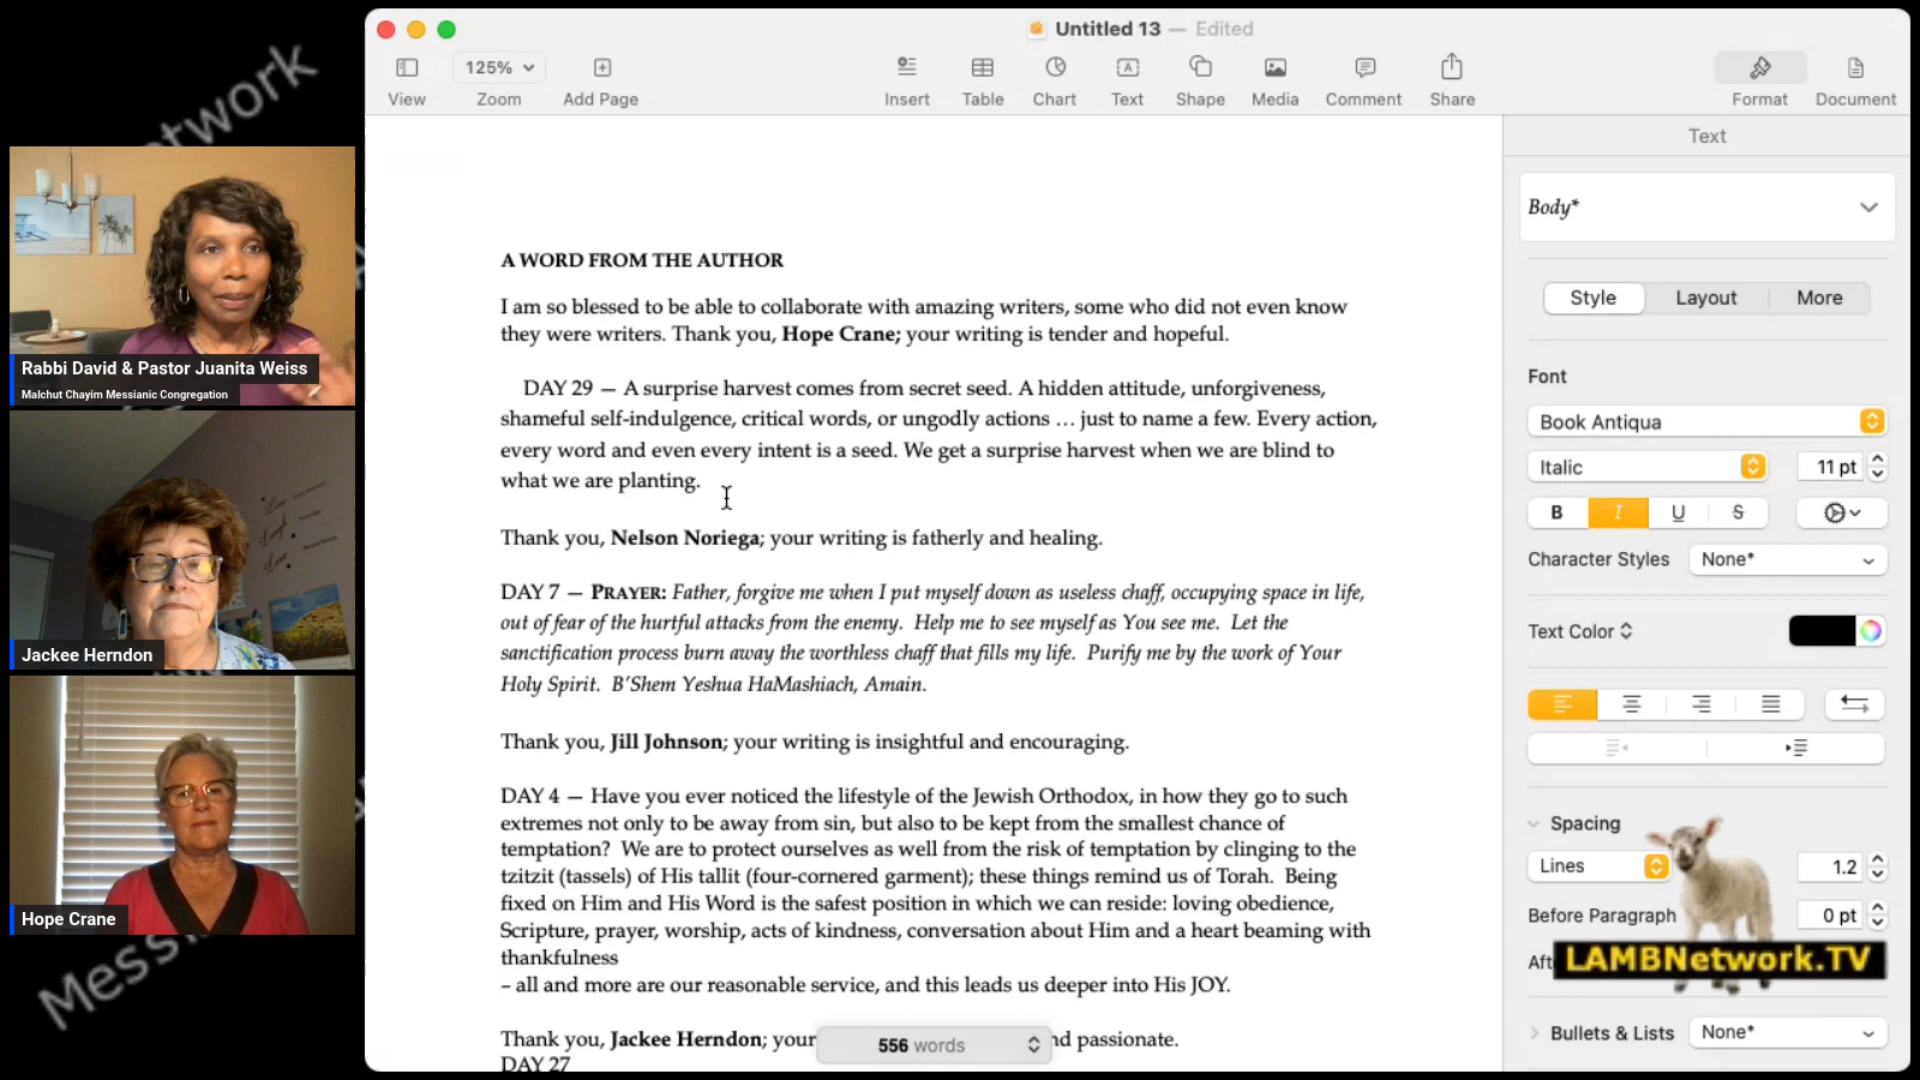 Untitled 13 — Edited
125%
View
Zoom
Add Page
Insert
Table
Chart
Text
Shape
Media
Comment
Share
Format
Document
etwork
Rabbi David & Pastor Juanita Weiss
Malchut Chayim Messianic Congregation
Jackee Herndon
Hope Crane
Mess
A WORD FROM THE AUTHOR
I am so blessed to be able to collaborate with amazing writers, some who did not even know
they were writers. Thank you, Hope Crane; your writing is tender and hopeful.
DAY 29 — A surprise harvest comes from secret seed. A hidden attitude, unforgiveness,
shameful self-indulgence, critical words, or ungodly actions … just to name a few. Every action,
every word and even every intent is a seed. We get a surprise harvest when we are blind to
what we are planting.
Thank you, Nelson Noriega; your writing is fatherly and healing.
DAY 7 — PRAYER: Father, forgive me when I put myself down as useless chaff, occupying space in life,
out of fear of the hurtful attacks from the enemy. Help me to see myself as You see me. Let the
sanctification process burn away the worthless chaff that fills my life. Purify me by the work of Your
Holy Spirit. B'Shem Yeshua HaMashiach, Amain.
Thank you, Jill Johnson; your writing is insightful and encouraging.
DAY 4 — Have you ever noticed the lifestyle of the Jewish Orthodox, in how they go to such
extremes not only to be away from sin, but also to be kept from the smallest chance of
temptation? We are to protect ourselves as well from the risk of temptation by clinging to the
tzitzit (tassels) of His tallit (four-cornered garment); these things remind us of Torah. Being
fixed on Him and His Word is the safest position in which we can reside: loving obedience,
Scripture, prayer, worship, acts of kindness, conversation about Him and a heart beaming with
thankfulness
– all and more are our reasonable service, and this leads us deeper into His JOY.
Thank you, Jackee Herndon; your nd passionate.
DAY 27
556 words
Text
Body*
Style
Layout
More
Font
Book Antiqua
Italic
11 pt
B I U S
Character Styles
None*
Text Color
Spacing
Lines
1.2
Before Paragraph
0 pt
Aft
LAMBNetwork.TV
Bullets & Lists
None*